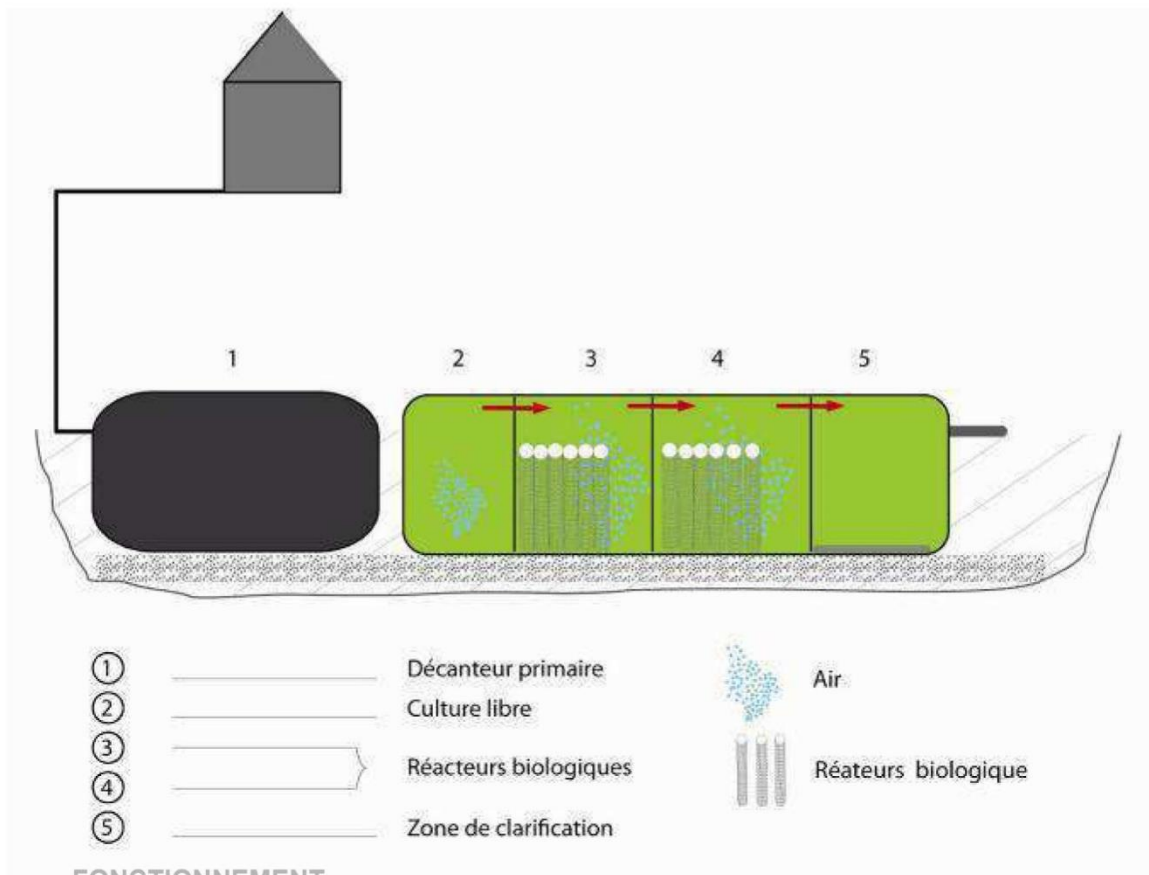 1 2 3 4 5
① Décanteur primaire
② Culture libre
③
④ Réacteurs biologiques
⑤ Zone de clarification
Air
Réateurs biologique
FONCTIONNEMENT